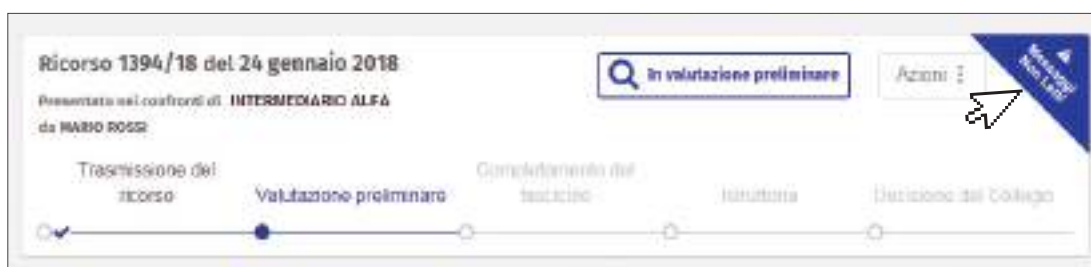 Ricorso 1394/18 del 24 gennaio 2018
In valutazione preliminare
Azioni
Messaggi
Non Letti
Presentato nei confronti di INTERMEDIARIO ALFA
da MARIO ROSSI
Trasmissione del
ricorso
Valutazione preliminare
Completamento del
fascicolo
Istruttoria
Decisione del Collegio